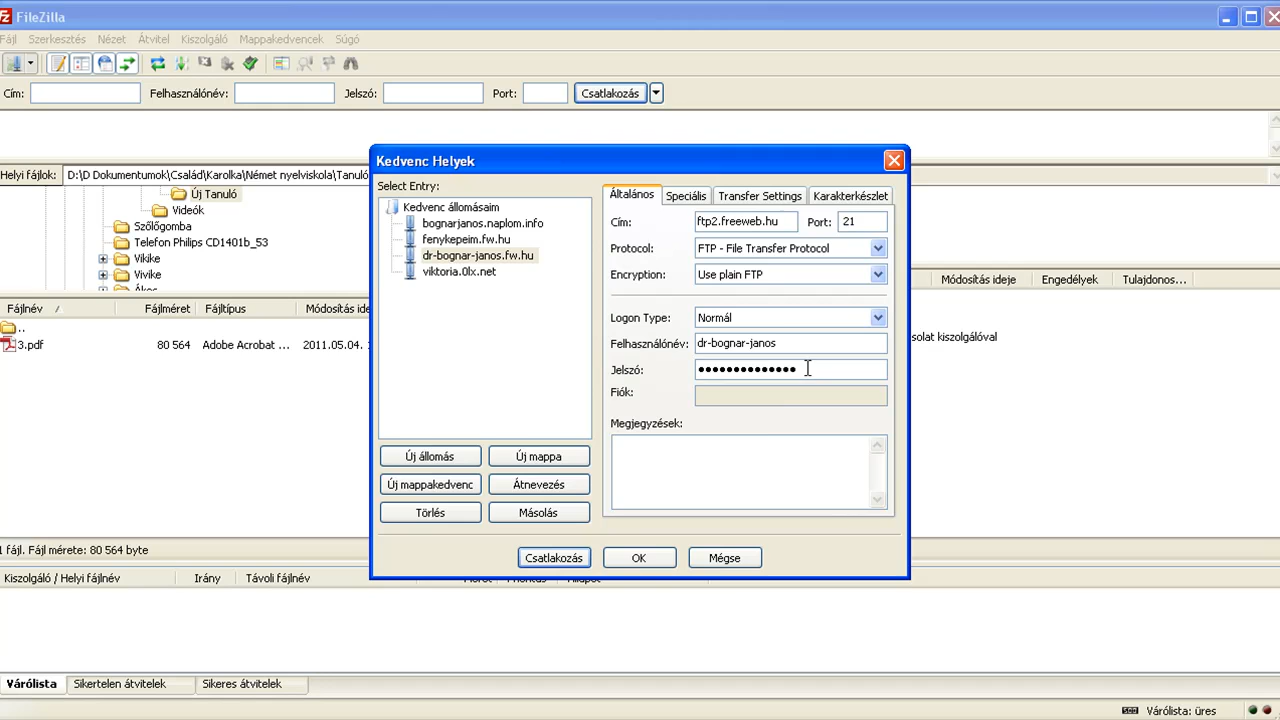 FileZilla
Fájl Szerkesztés Nézet Átvitel Kiszolgáló Mappakedvencek Súgó
Cím: Felhasználónév: Jelszó: Port: Csatlakozás
Helyi fájlok: D:\D Dokumentumok\Család\Karolka\Német nyelviskola\Tanuló
Új Tanuló
Videók
Szőlőgomba
Telefon Philips CD1401b_53
Vikike
Vivike
Ákos
Fájlnév Fájlméret Fájltípus Módosítás ide
..
3.pdf 80 564 Adobe Acrobat ... 2011.05.04. 1
Módosítás ideje Engedélyek Tulajdonos...
solat kiszolgálóval
1 fájl. Fájl mérete: 80 564 byte
Kiszolgáló / Helyi fájlnév Irány Távoli fájlnév Méret Prioritás Állapot
Várólista Sikertelen átvitelek Sikeres átvitelek
Várólista: üres
Kedvenc Helyek
Select Entry:
Kedvenc állomásaim
bognarjanos.naplom.info
fenykepeim.fw.hu
dr-bognar-janos.fw.hu
viktoria.0lx.net
Új állomás Új mappa
Új mappakedvenc Átnevezés
Törlés Másolás
Általános Speciális Transfer Settings Karakterkészlet
Cím: ftp2.freeweb.hu Port: 21
Protocol: FTP - File Transfer Protocol
Encryption: Use plain FTP
Logon Type: Normál
Felhasználónév: dr-bognar-janos
Jelszó: ●●●●●●●●●●●●●●
Fiók:
Megjegyzések:
Csatlakozás OK Mégse